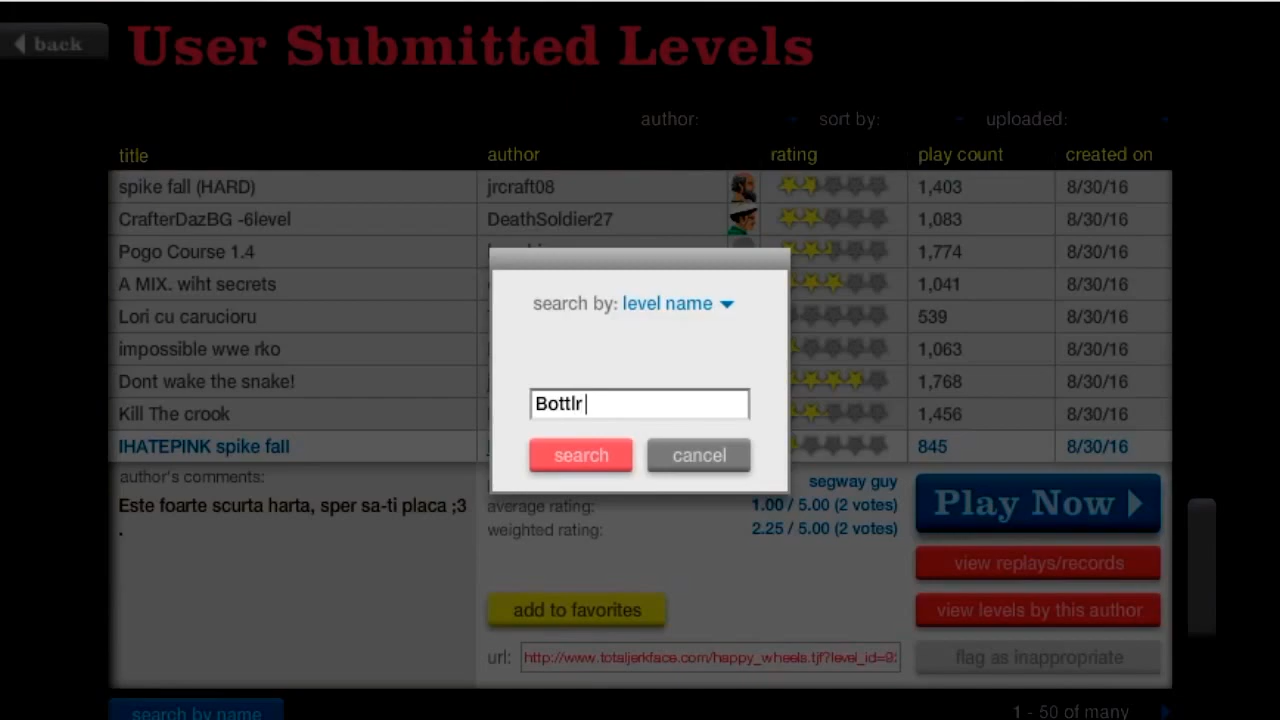 back
User Submitted Levels
author: sort by: uploaded:
title author rating play count created on
spike fall (HARD) jrcraft08 1,403 8/30/16
CrafterDazBG -6level DeathSoldier27 1,083 8/30/16
Pogo Course 1.4 1,774 8/30/16
A MIX. wiht secrets 1,041 8/30/16
Lori cu carucioru 539 8/30/16
impossible wwe rko 1,063 8/30/16
Dont wake the snake! 1,768 8/30/16
Kill The crook 1,456 8/30/16
IHATEPINK spike fall 845 8/30/16
search by: level name
Bottlr
search cancel
author's comments:
Este foarte scurta harta, sper sa-ti placa ;3
.
segway guy
average rating: 1.00 / 5.00 (2 votes)
weighted rating: 2.25 / 5.00 (2 votes)
Play Now
view replays/records
add to favorites
view levels by this author
url: http://www.totaljerkface.com/happy_wheels.tjf?level_id=9
flag as inappropriate
search by name
1 - 50 of many